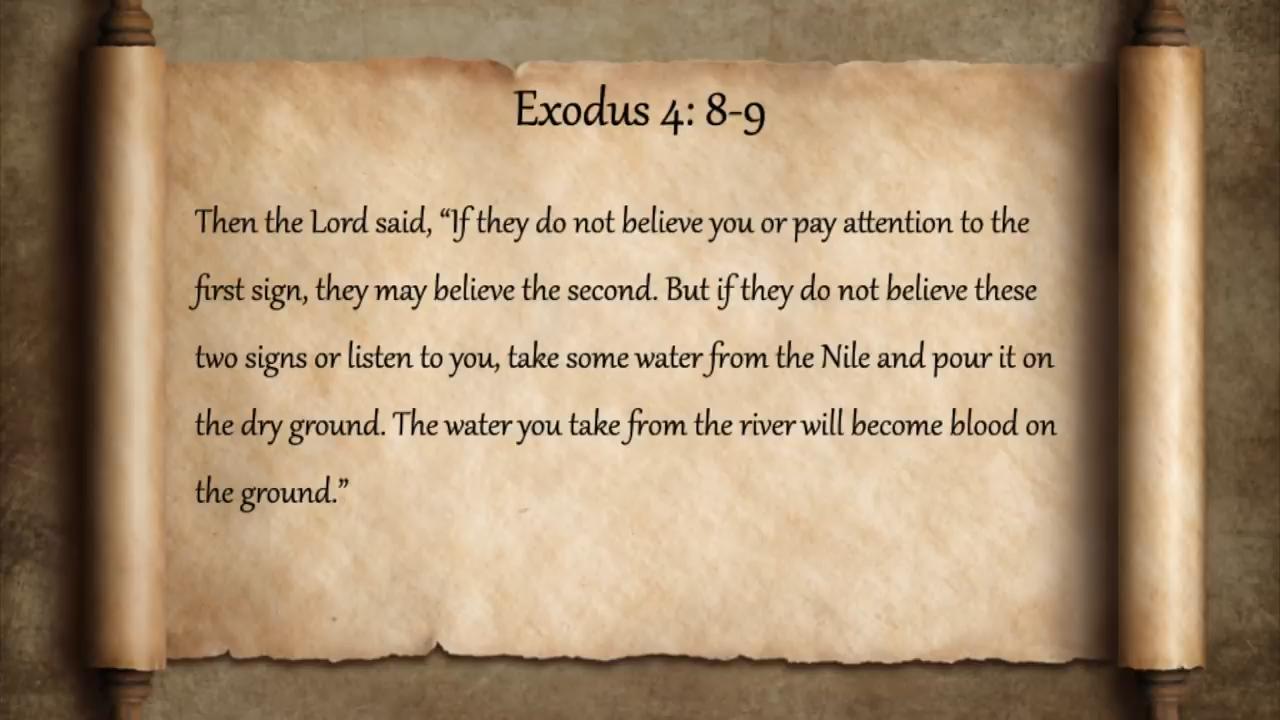 Exodus 4: 8-9
Then the Lord said, “If they do not believe you or pay attention to the
first sign, they may believe the second. But if they do not believe these
two signs or listen to you, take some water from the Nile and pour it on
the dry ground. The water you take from the river will become blood on
the ground.”